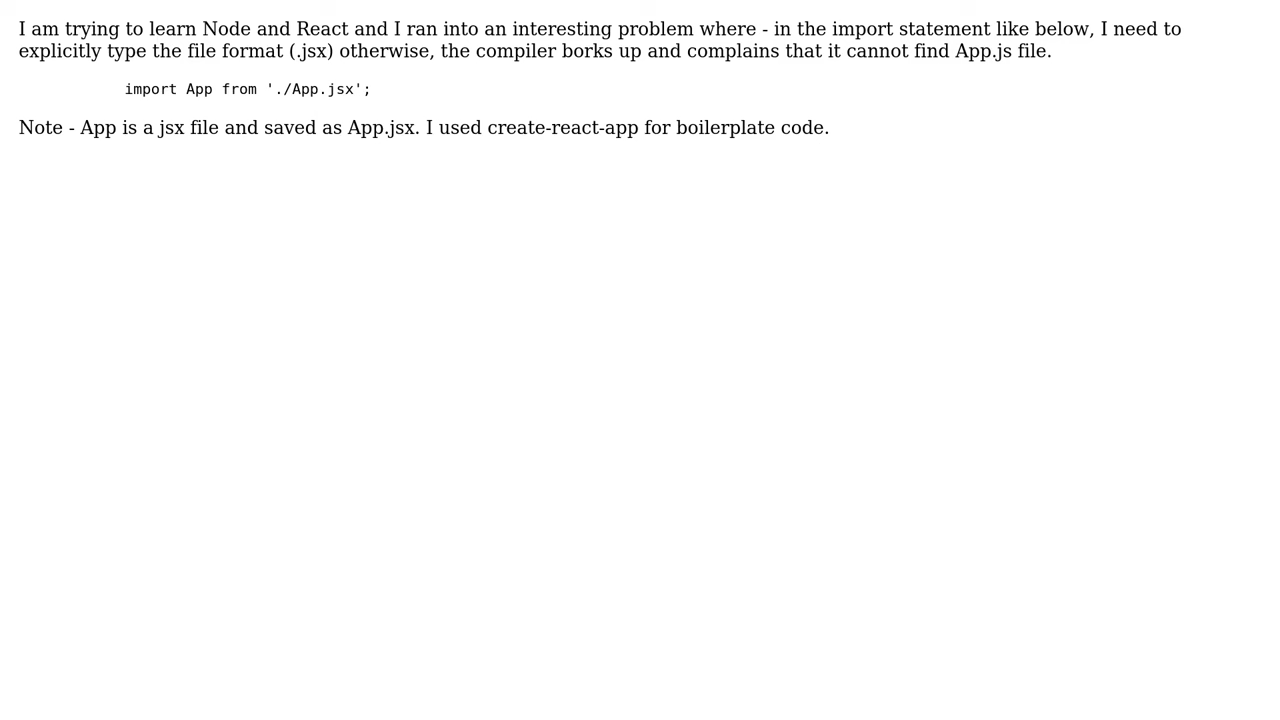 I am trying to learn Node and React and I ran into an interesting problem where - in the import statement like below, I need to
explicitly type the file format (.jsx) otherwise, the compiler borks up and complains that it cannot find App.js file.
import App from './App.jsx';
Note - App is a jsx file and saved as App.jsx. I used create-react-app for boilerplate code.